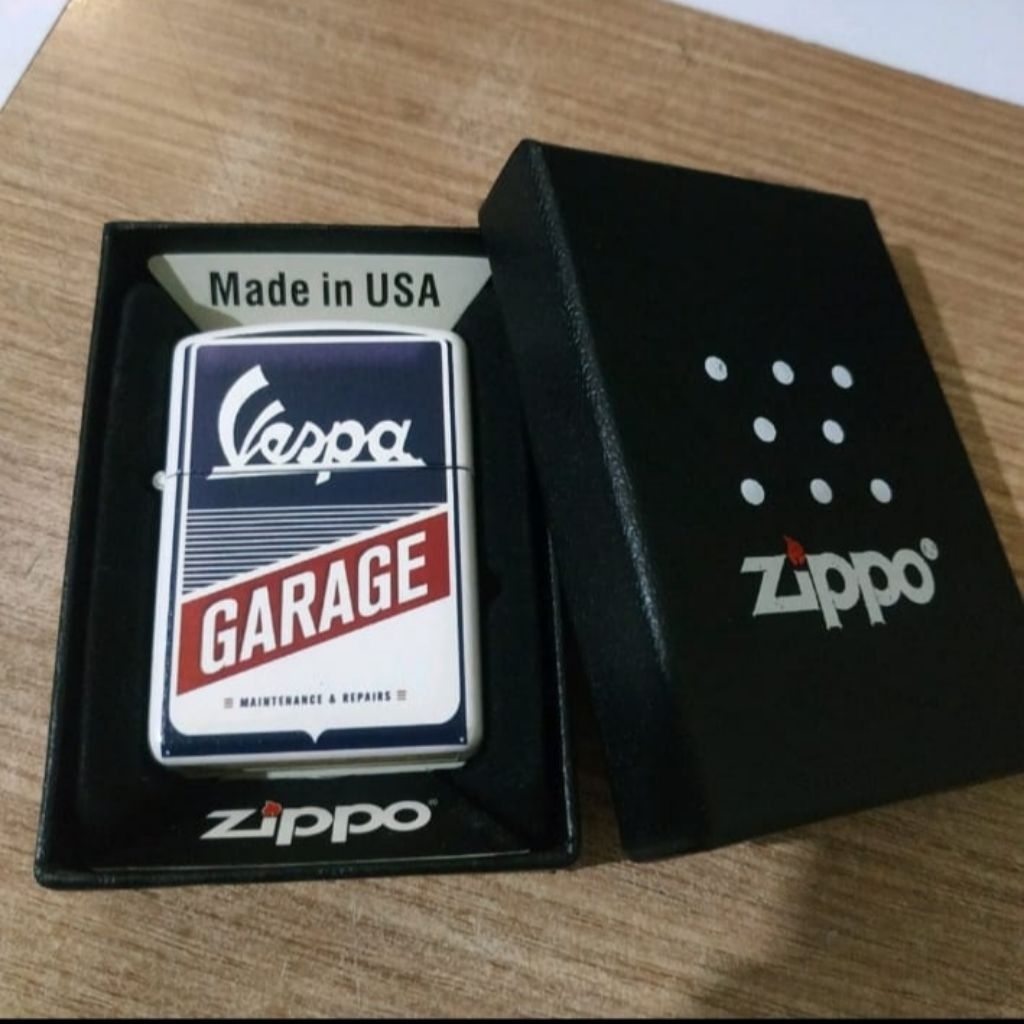 Made in USA
Vespa
GARAGE
MAINTENANCE & REPAIRS
zippo
zippo®